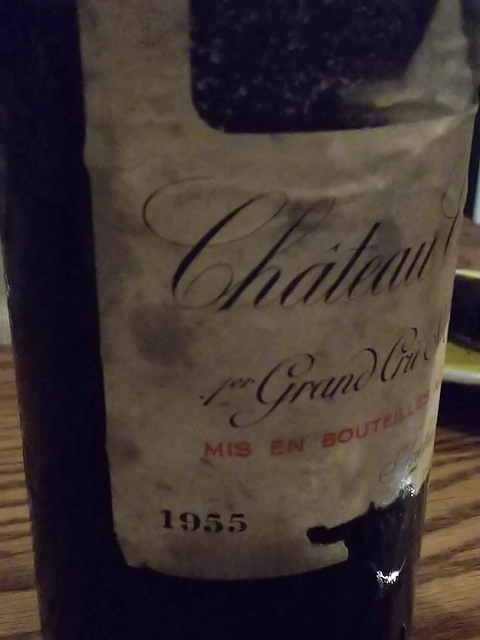 Château
1er Grand Cru
MIS EN BOUTEILLES
1955